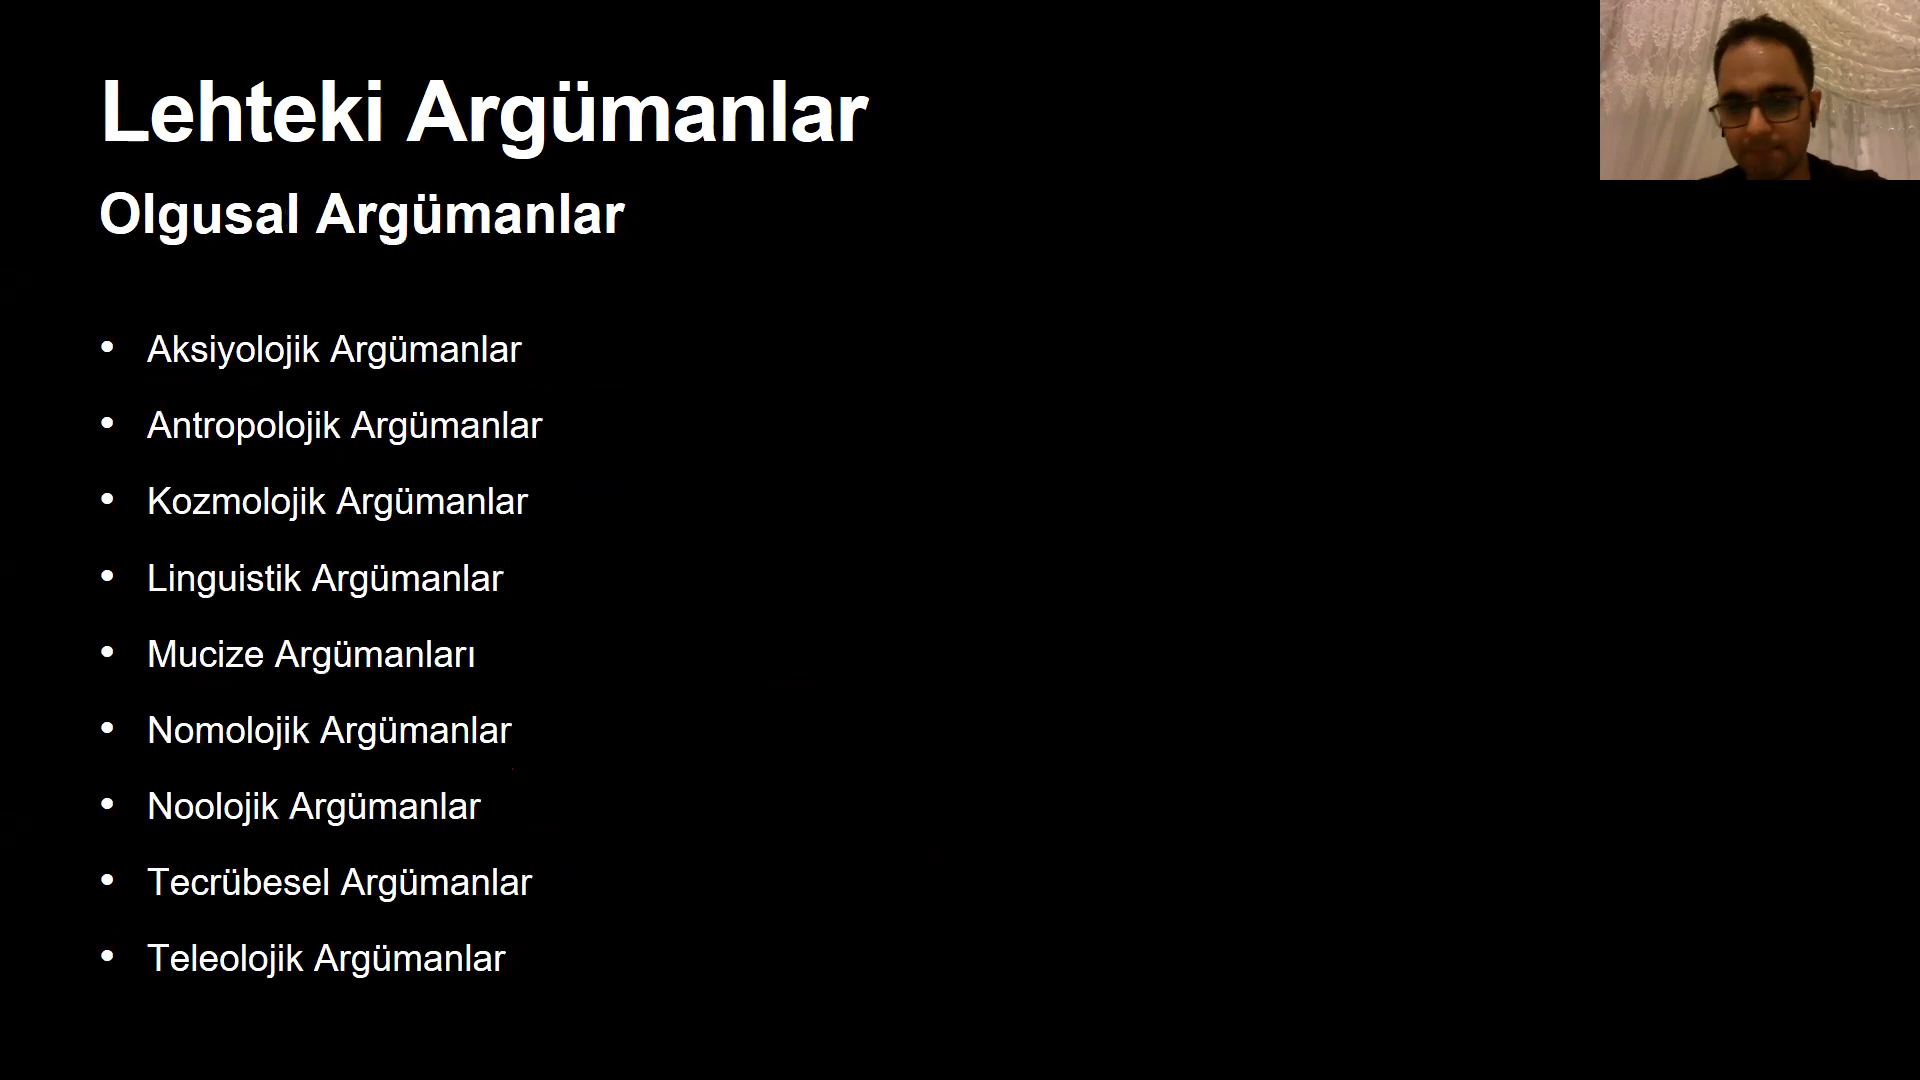 Lehteki Argümanlar
Olgusal Argümanlar
• Aksiyolojik Argümanlar
• Antropolojik Argümanlar
• Kozmolojik Argümanlar
• Linguistik Argümanlar
• Mucize Argümanları
• Nomolojik Argümanlar
• Noolojik Argümanlar
• Tecrübesel Argümanlar
• Teleolojik Argümanlar